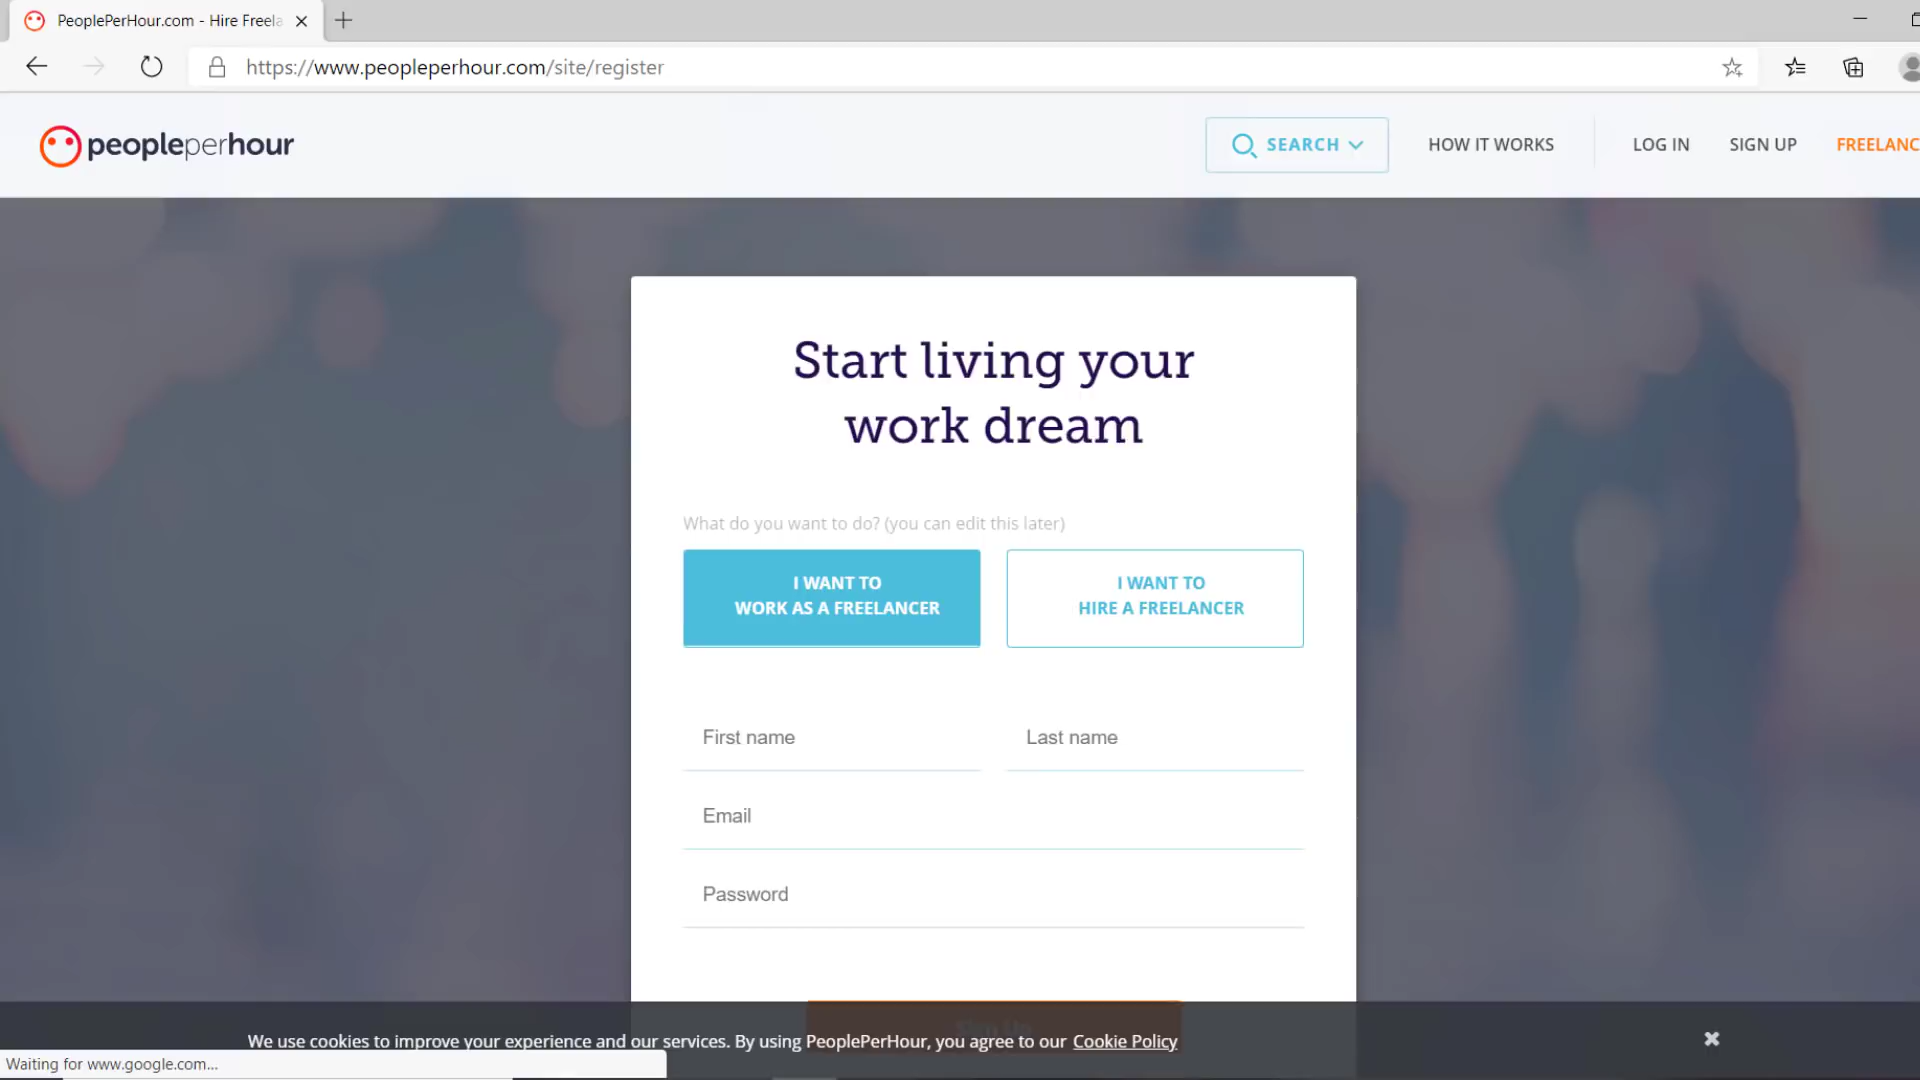 PeoplePerHour.com - Hire Freela
https://www.peopleperhour.com/site/register
peopleperhour
SEARCH
HOW IT WORKS
LOG IN
SIGN UP
FREELANC
Start living your
work dream
What do you want to do? (you can edit this later)
I WANT TO
WORK AS A FREELANCER
I WANT TO
HIRE A FREELANCER
First name
Last name
Email
Password
Sign Up
We use cookies to improve your experience and our services. By using PeoplePerHour, you agree to our Cookie Policy
Waiting for www.google.com...